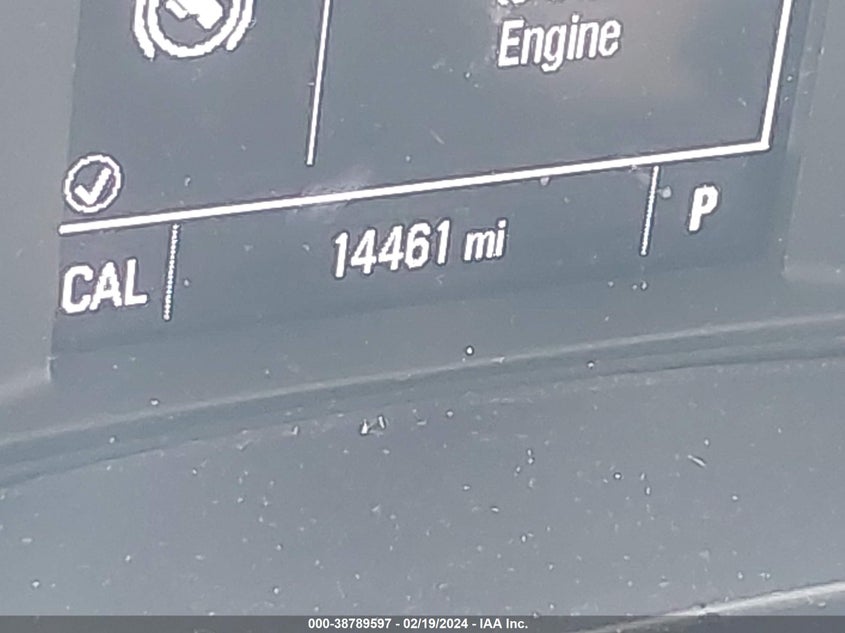 Engine
CAL 14461 mi P
000-38789597 - 02/19/2024 - IAA Inc.